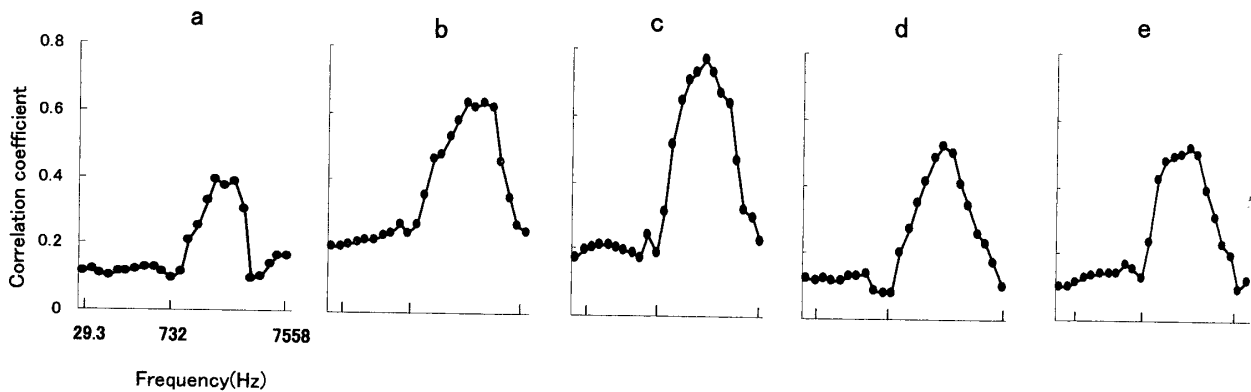 a
b
c
d
e
Correlation coefficient
0.8
0.6
0.4
0.2
0
29.3 732 7558
Frequency(Hz)